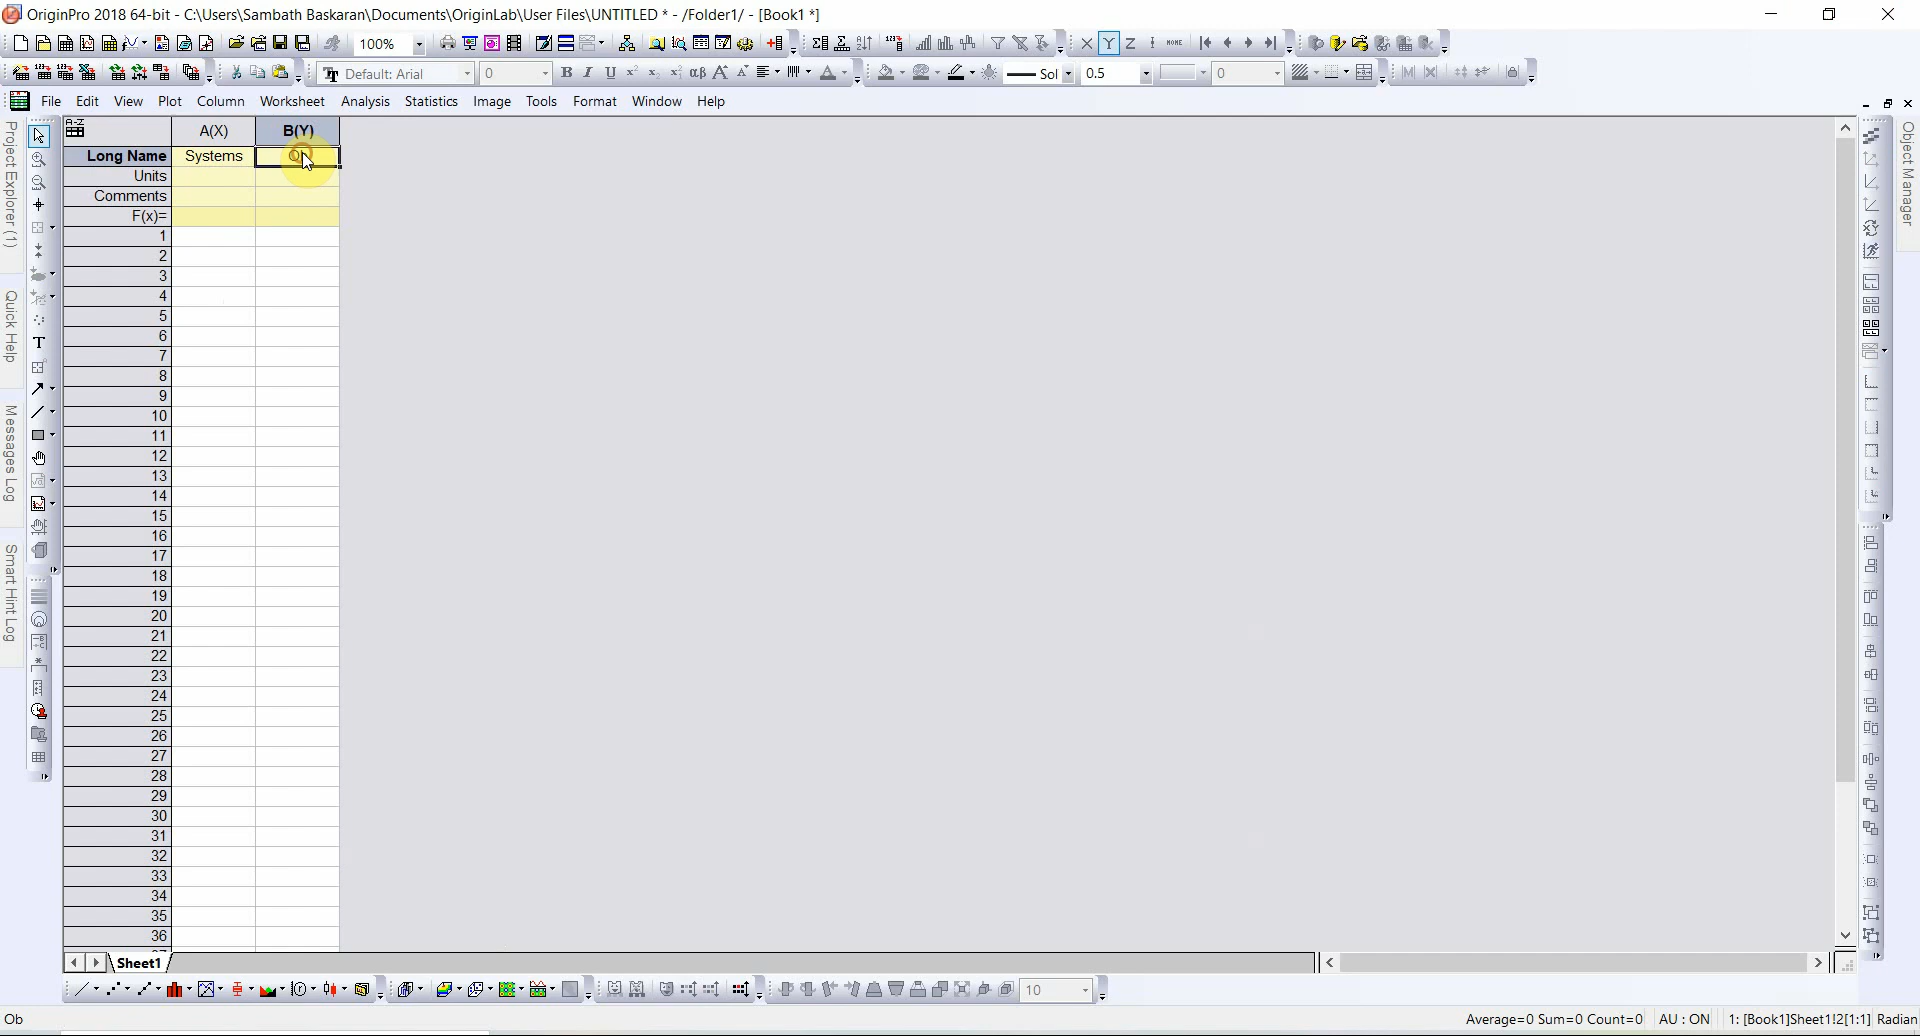 OriginPro 2018 64-bit - C:\Users\Sambath Baskaran\Documents\OriginLab\User Files\UNTITLED * - /Folder1/ - [Book1 *]
100%
Default: Arial 0 B I U αβ Sol 0.5 0
File Edit View Plot Column Worksheet Analysis Statistics Image Tools Format Window Help
Project Explorer (1)
Quick Help
Messages Log
Smart Hint Log
Object Manager
A(X) B(Y)
Long Name Systems
Units
Comments
F(x)=
1
2
3
4
5
6
7
8
9
10
11
12
13
14
15
16
17
18
19
20
21
22
23
24
25
26
27
28
29
30
31
32
33
34
35
36
Sheet1
10
Ob
Average=0 Sum=0 Count=0 AU : ON 1: [Book1]Sheet1!2[1:1] Radian